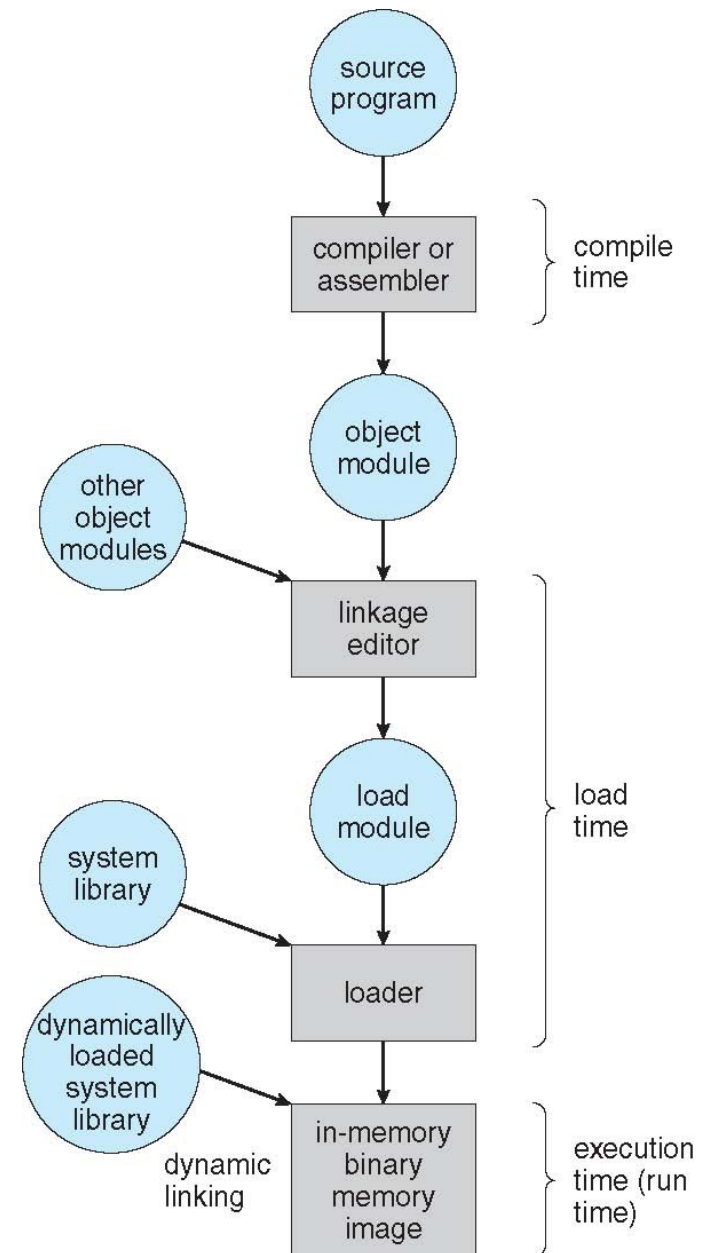 source
program
compiler or
assembler
compile
time
object
module
other
object
modules
linkage
editor
load
module
load
time
system
library
loader
dynamically
loaded
system
library
dynamic
linking
in-memory
binary
memory
image
execution
time (run
time)